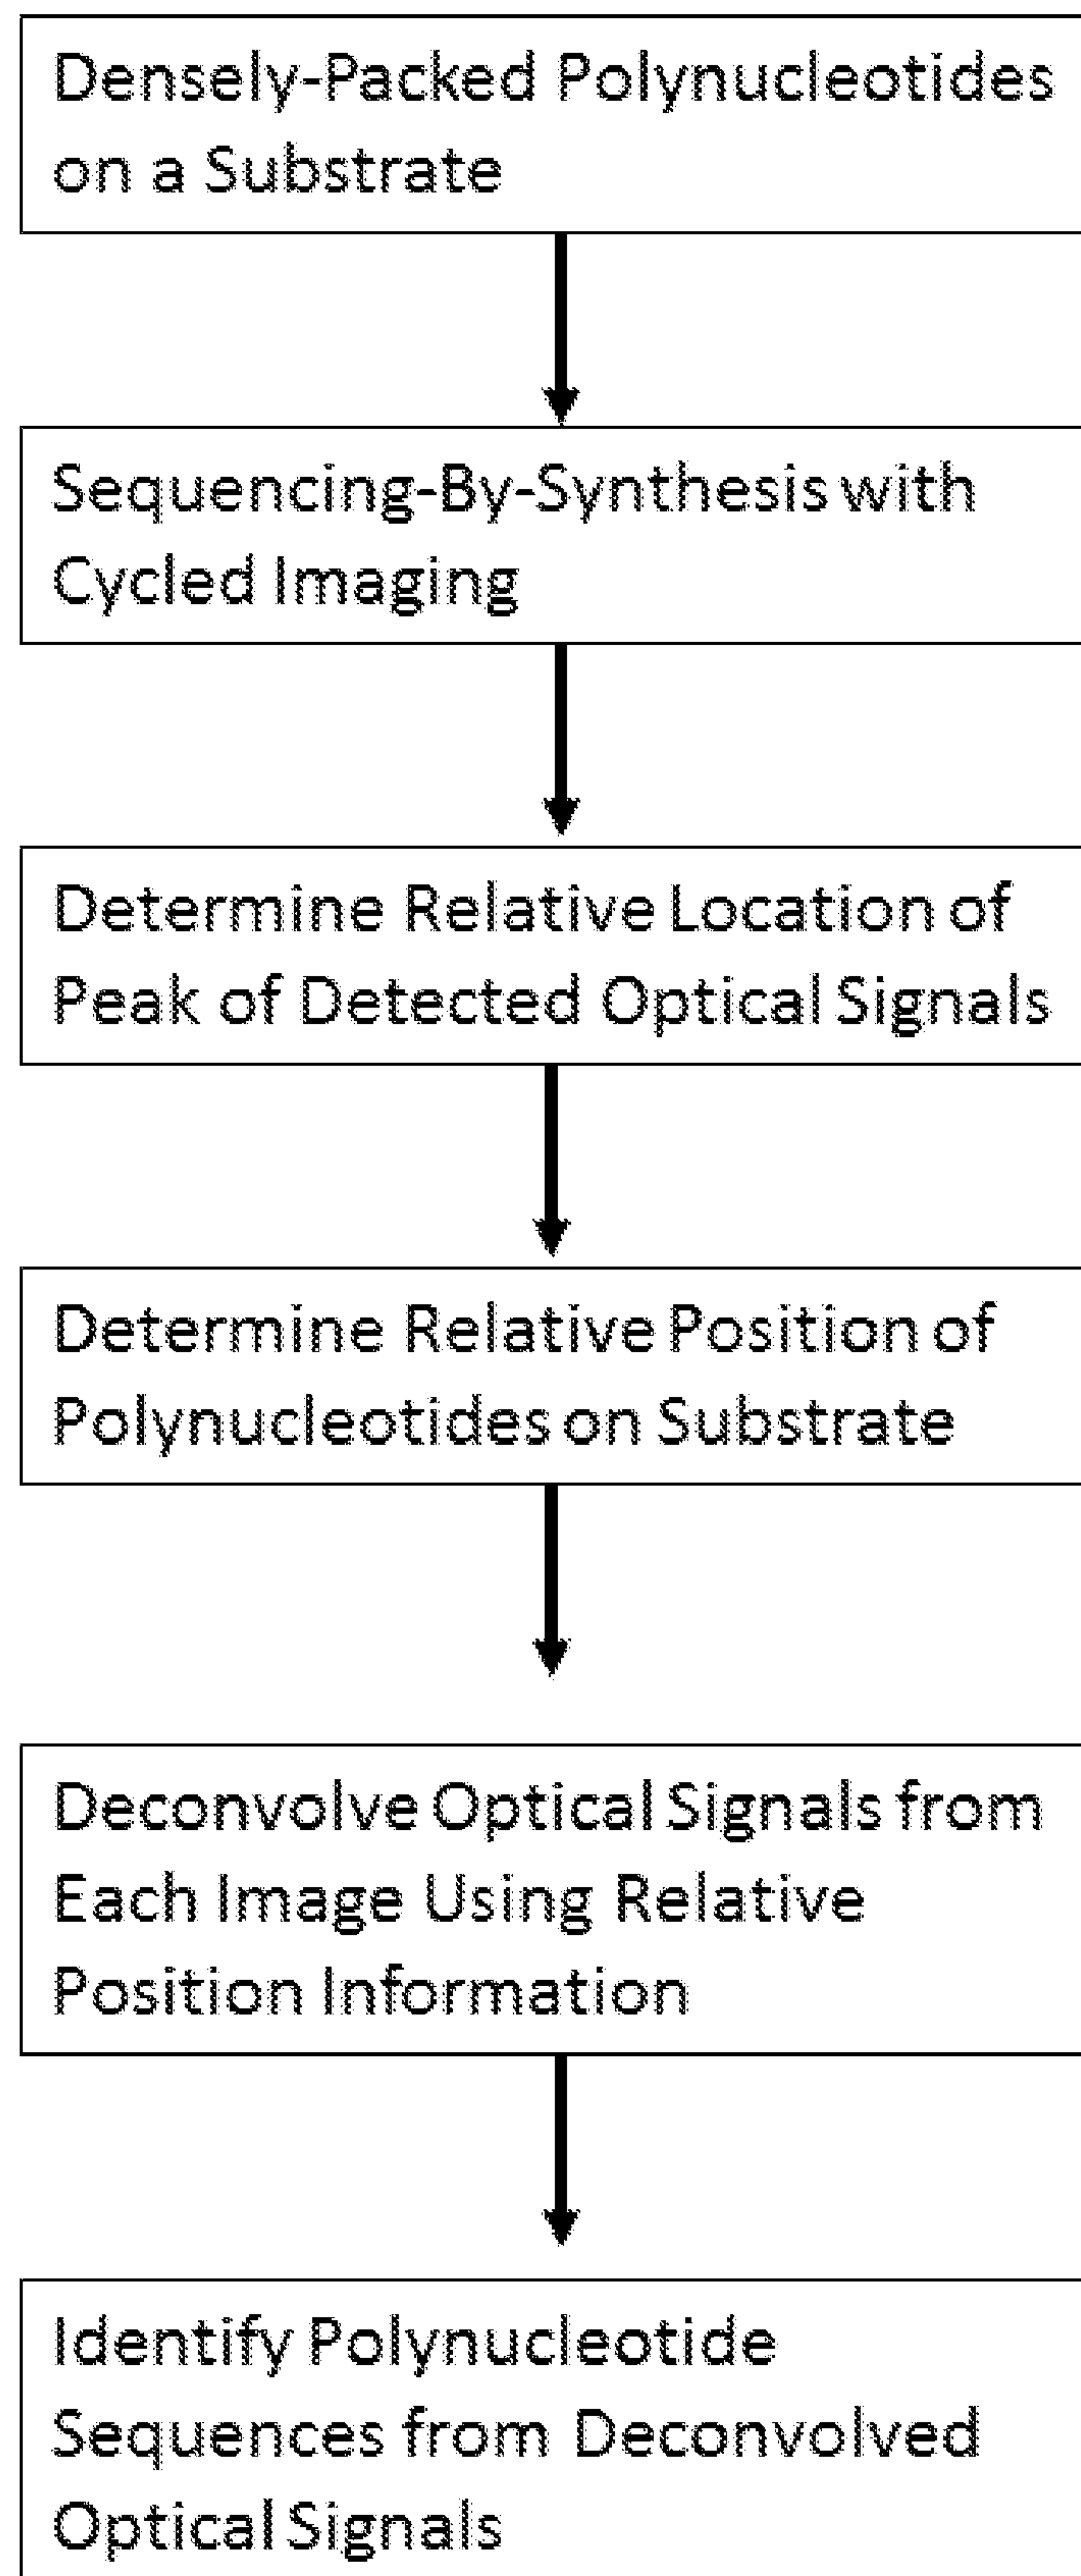 Densely-Packed Polynucleotides
on a Substrate
Sequencing-By-Synthesis with
Cycled Imaging
Determine Relative Location of
Peak of Detected Optical Signals
Determine Relative Position of
Polynucleotides on Substrate
Deconvolve Optical Signals from
Each Image Using Relative
Position Information
Identify Polynucleotide
Sequences from Deconvolved
Optical Signals